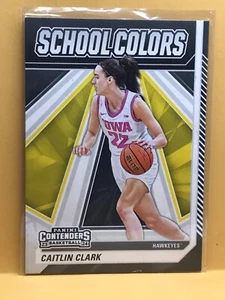 SCHOOL COLORS
IOWA
22
HAWKEYES
PANINI
CONTENDERS
BASKETBALL
CAITLIN CLARK